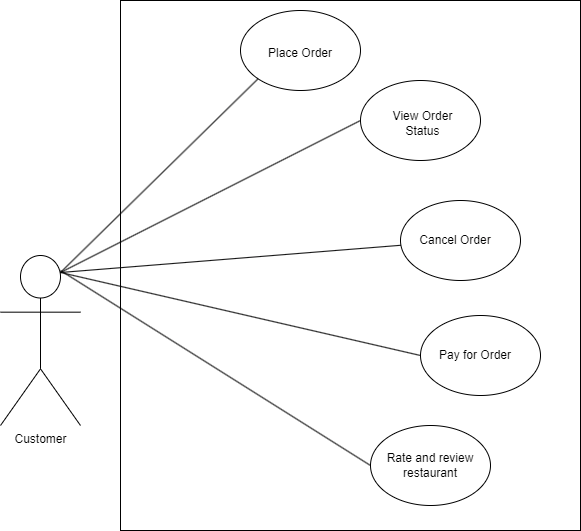 Place Order
View Order
Status
Cancel Order
Pay for Order
Rate and review
restaurant
Customer